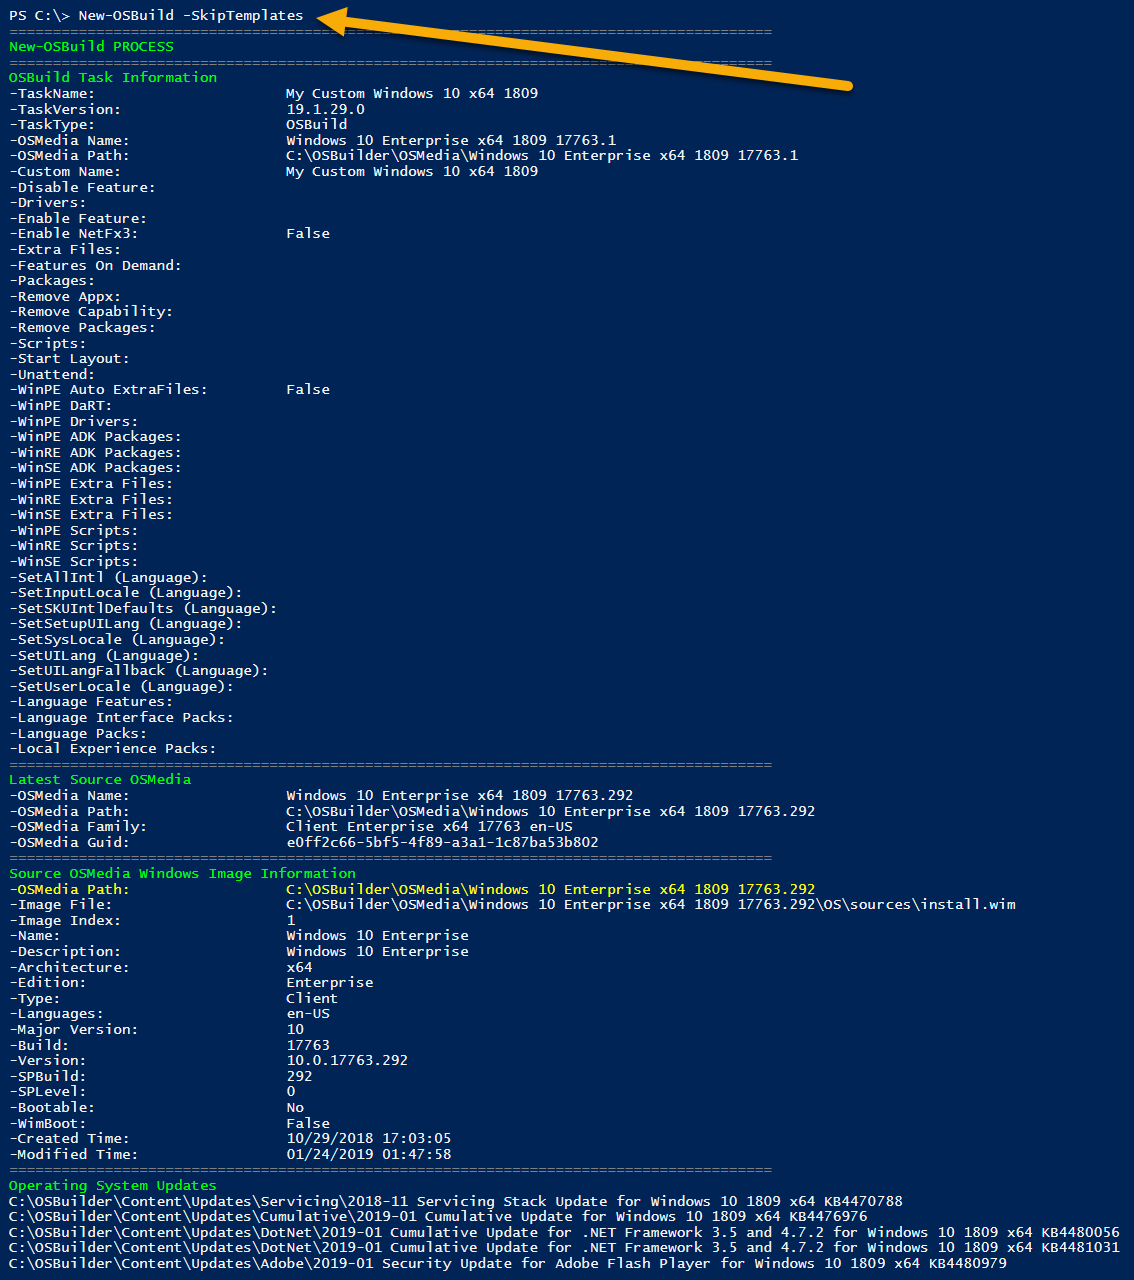 PS C:\> New-OSBuild -SkipTemplates
========================================================================================
New-OSBuild PROCESS
========================================================================================
OSBuild Task Information
-TaskName: My Custom Windows 10 x64 1809
-TaskVersion: 19.1.29.0
-TaskType: OSBuild
-OSMedia Name: Windows 10 Enterprise x64 1809 17763.1
-OSMedia Path: C:\OSBuilder\OSMedia\Windows 10 Enterprise x64 1809 17763.1
-Custom Name: My Custom Windows 10 x64 1809
-Disable Feature:
-Drivers:
-Enable Feature:
-Enable NetFx3: False
-Extra Files:
-Features On Demand:
-Packages:
-Remove Appx:
-Remove Capability:
-Remove Packages:
-Scripts:
-Start Layout:
-Unattend:
-WinPE Auto ExtraFiles: False
-WinPE DaRT:
-WinPE Drivers:
-WinPE ADK Packages:
-WinRE ADK Packages:
-WinSE ADK Packages:
-WinPE Extra Files:
-WinRE Extra Files:
-WinSE Extra Files:
-WinPE Scripts:
-WinRE Scripts:
-WinSE Scripts:
-SetAllIntl (Language):
-SetInputLocale (Language):
-SetSKUIntlDefaults (Language):
-SetSetupUILang (Language):
-SetSysLocale (Language):
-SetUILang (Language):
-SetUILangFallback (Language):
-SetUserLocale (Language):
-Language Features:
-Language Interface Packs:
-Language Packs:
-Local Experience Packs:
========================================================================================
Latest Source OSMedia
-OSMedia Name: Windows 10 Enterprise x64 1809 17763.292
-OSMedia Path: C:\OSBuilder\OSMedia\Windows 10 Enterprise x64 1809 17763.292
-OSMedia Family: Client Enterprise x64 17763 en-US
-OSMedia Guid: e0ff2c66-5bf5-4f89-a3a1-1c87ba53b802
========================================================================================
Source OSMedia Windows Image Information
-OSMedia Path: C:\OSBuilder\OSMedia\Windows 10 Enterprise x64 1809 17763.292
-Image File: C:\OSBuilder\OSMedia\Windows 10 Enterprise x64 1809 17763.292\OS\sources\install.wim
-Image Index: 1
-Name: Windows 10 Enterprise
-Description: Windows 10 Enterprise
-Architecture: x64
-Edition: Enterprise
-Type: Client
-Languages: en-US
-Major Version: 10
-Build: 17763
-Version: 10.0.17763.292
-SPBuild: 292
-SPLevel: 0
-Bootable: No
-WimBoot: False
-Created Time: 10/29/2018 17:03:05
-Modified Time: 01/24/2019 01:47:58
========================================================================================
Operating System Updates
C:\OSBuilder\Content\Updates\Servicing\2018-11 Servicing Stack Update for Windows 10 1809 x64 KB4470788
C:\OSBuilder\Content\Updates\Cumulative\2019-01 Cumulative Update for Windows 10 1809 x64 KB4476976
C:\OSBuilder\Content\Updates\DotNet\2019-01 Cumulative Update for .NET Framework 3.5 and 4.7.2 for Windows 10 1809 x64 KB4480056
C:\OSBuilder\Content\Updates\DotNet\2019-01 Cumulative Update for .NET Framework 3.5 and 4.7.2 for Windows 10 1809 x64 KB4481031
C:\OSBuilder\Content\Updates\Adobe\2019-01 Security Update for Adobe Flash Player for Windows 10 1809 x64 KB4480979